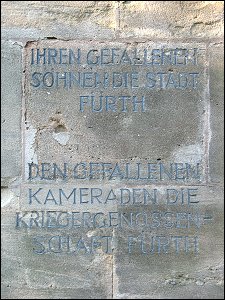 IHREN GEFALLENEN
SÖHNEN DIE STADT
FÜRTH
DEN GEFALLENEN
KAMERADEN DIE
KRIEGERGENOSSEN-
SCHAFT FÜRTH